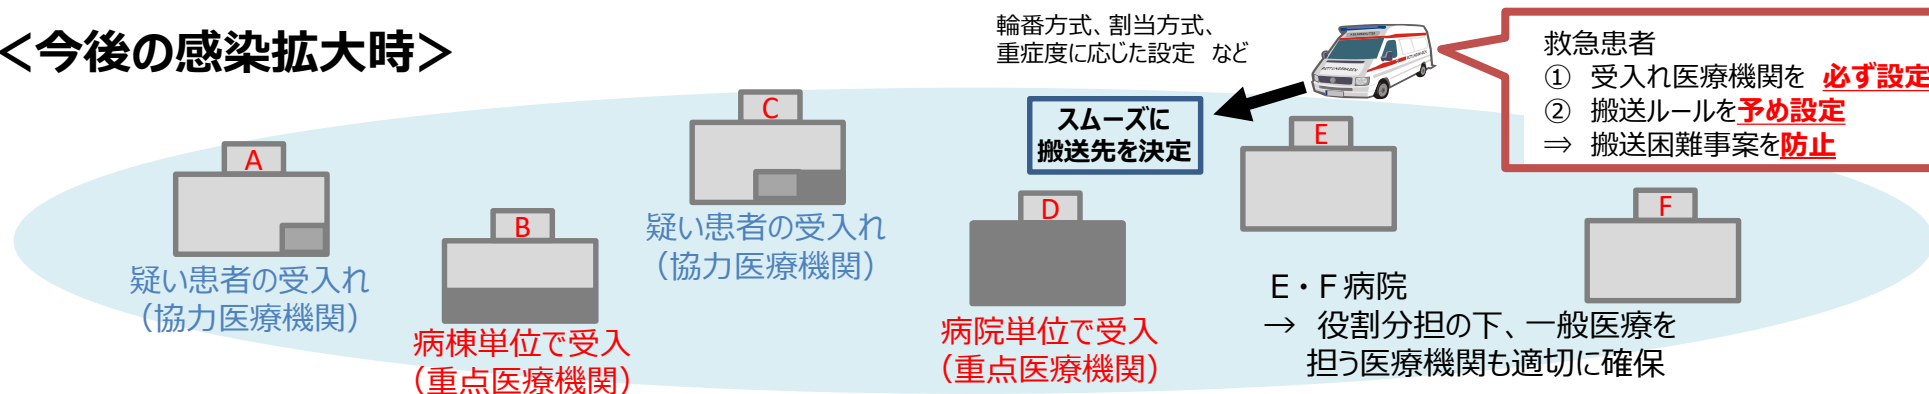 ＜今後の感染拡大時＞
輪番方式、割当方式、
重症度に応じた設定　など
救急患者
①　受入れ医療機関を　必ず設定
②　搬送ルールを予め設定
⇒　搬送困難事案を防止
スムーズに
搬送先を決定
A
疑い患者の受入れ
（協力医療機関）
B
病棟単位で受入
（重点医療機関）
C
疑い患者の受入れ
（協力医療機関）
D
病院単位で受入
（重点医療機関）
E
F
E・F病院
→　役割分担の下、一般医療を
担う医療機関も適切に確保